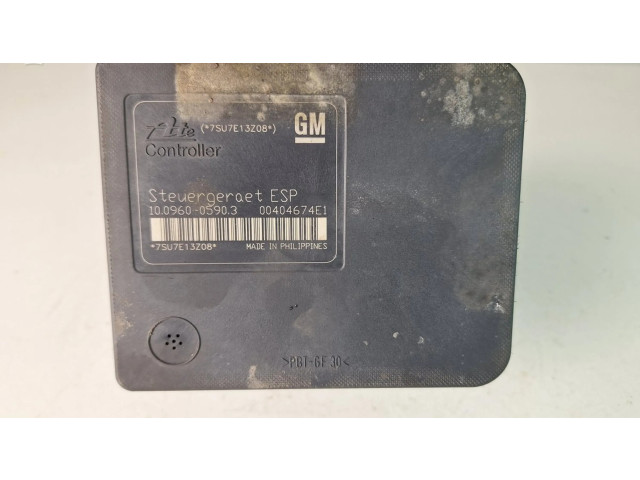 Ate (*7SU7E13Z08*) GM
Controller
Steuergeraet ESP
10.0960-0590.3 00404674E1
*7SU7E13Z08* MADE IN PHILIPPINES
>PBT-GF30<